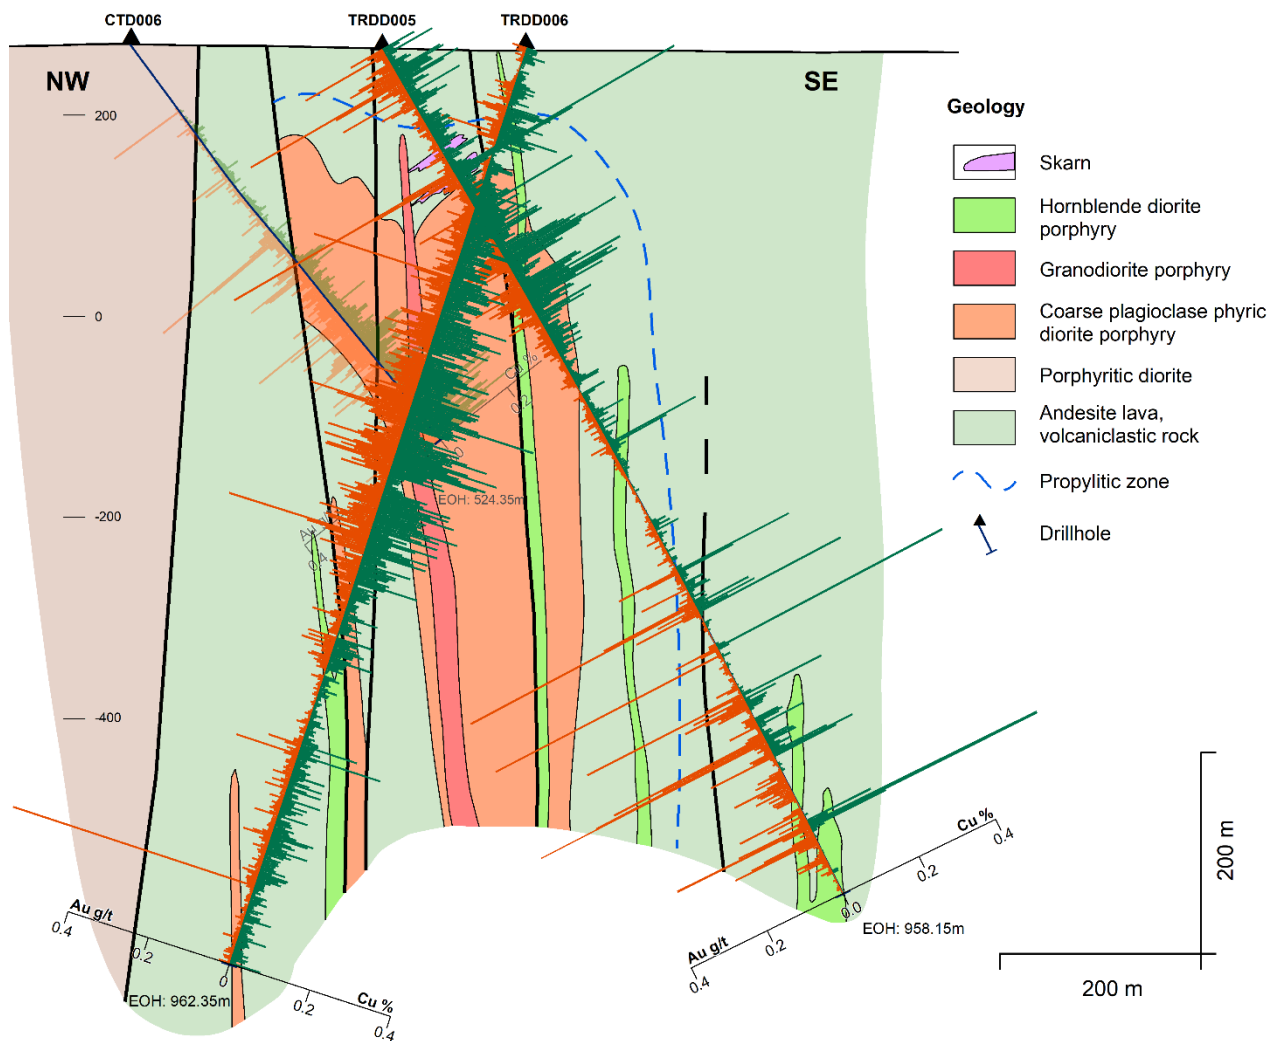 CTD006
TRDD005
TRDD006
NW
SE
200
0
-200
-400
Geology
Skarn
Hornblende diorite
porphyry
Granodiorite porphyry
Coarse plagioclase phyric
diorite porphyry
Porphyritic diorite
Andesite lava,
volcaniclastic rock
Propylitic zone
Drillhole
Cu %
0.2
EOH: 524.35m
0.4
Au g/t
0.4
0.2
0
0.2
Cu %
0.4
EOH: 962.35m
Au g/t
0.4
0.2
0.0
0.2
Cu %
0.4
EOH: 958.15m
200 m
200 m